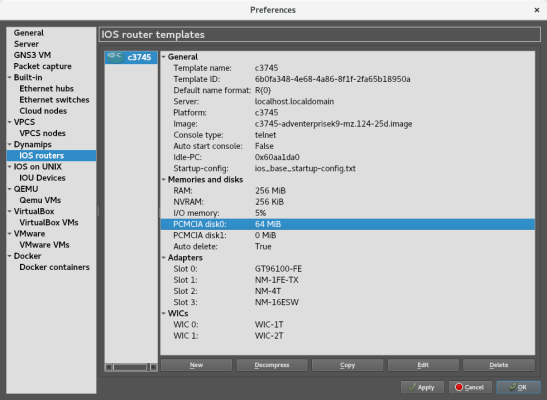 Preferences
General
Server
GNS3 VM
Packet capture
Built-in
Ethernet hubs
Ethernet switches
Cloud nodes
VPCS
VPCS nodes
Dynamips
IOS routers
IOS on UNIX
IOU Devices
QEMU
Qemu VMs
VirtualBox
VirtualBox VMs
VMware
VMware VMs
Docker
Docker containers
IOS router templates
c3745
General
Template name: c3745
Template ID: 6b0fa348-4e68-4a86-8f1f-2fa65b18950a
Default name format: R{0}
Server: localhost.localdomain
Platform: c3745
Image: c3745-adventerprisek9-mz.124-25d.image
Console type: telnet
Auto start console: False
Idle-PC: 0x60aa1da0
Startup-config: ios_base_startup-config.txt
Memories and disks
RAM: 256 MiB
NVRAM: 256 KiB
I/O memory: 5%
PCMCIA disk0: 64 MiB
PCMCIA disk1: 0 MiB
Auto delete: True
Adapters
Slot 0: GT96100-FE
Slot 1: NM-1FE-TX
Slot 2: NM-4T
Slot 3: NM-16ESW
WICs
WIC 0: WIC-1T
WIC 1: WIC-2T
New Decompress Copy Edit Delete
Apply Cancel OK